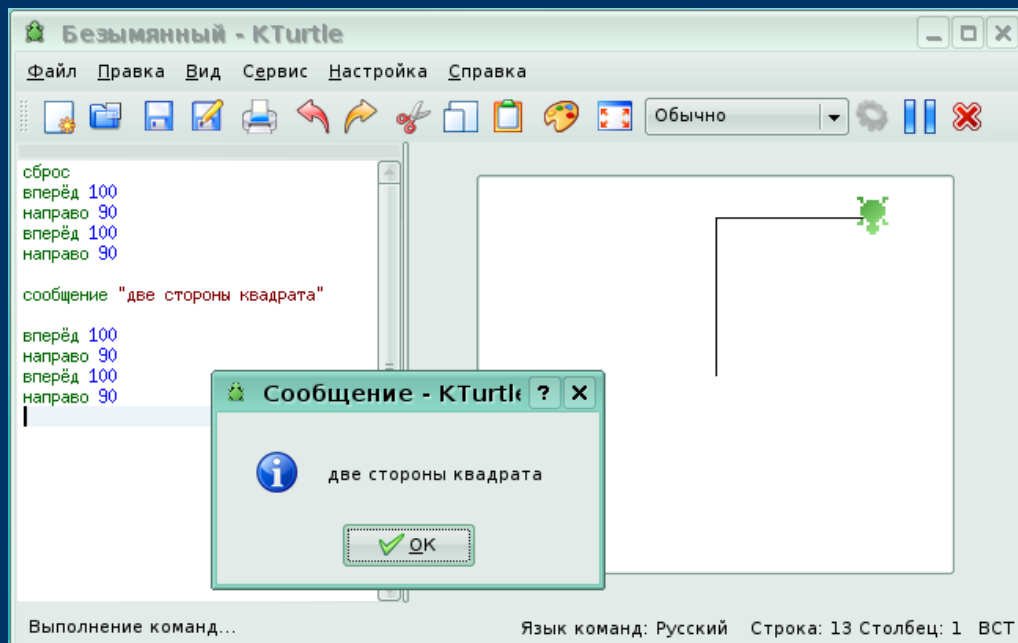 Безымянный - KTurtle
Файл Правка Вид Сервис Настройка Справка
Обычно
сброс
вперёд 100
направо 90
вперёд 100
направо 90
сообщение "две стороны квадрата"
вперёд 100
направо 90
вперёд 100
направо 90
Сообщение - KTurtle
две стороны квадрата
OK
Выполнение команд...
Язык команд: Русский Строка: 13 Столбец: 1 ВСТ